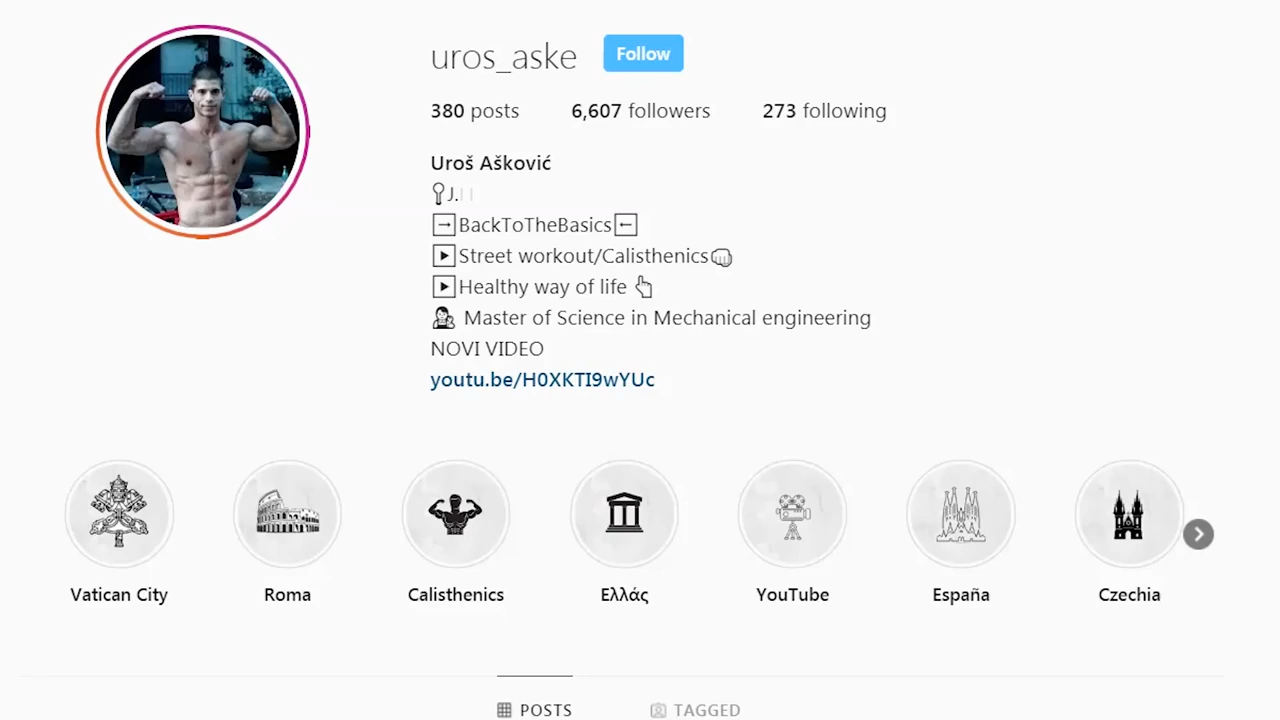 uros_aske Follow
380 posts 6,607 followers 273 following
Uroš Ašković
J.
BackToTheBasics
Street workout/Calisthenics
Healthy way of life
Master of Science in Mechanical engineering
NOVI VIDEO
youtu.be/H0XKTI9wYUc
Vatican City Roma Calisthenics Ελλάς YouTube España Czechia
POSTS TAGGED